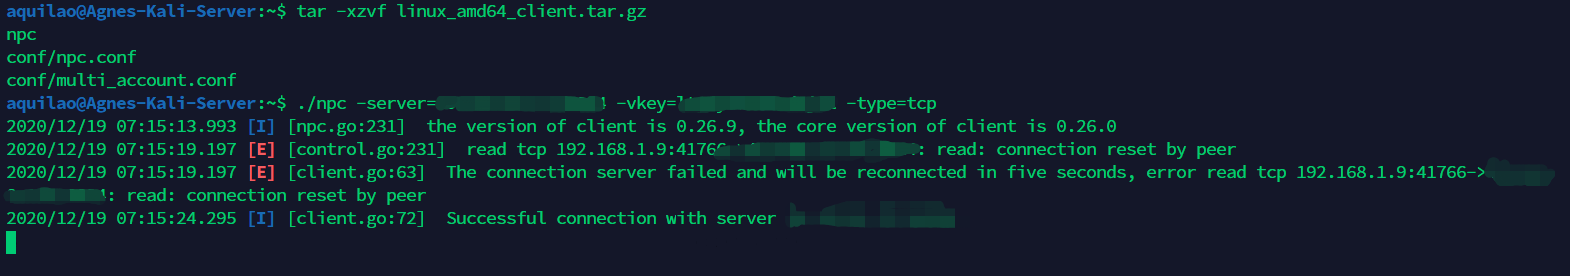 aquilao@Agnes-Kali-Server:~$ tar -xzvf linux_amd64_client.tar.gz
npc
conf/npc.conf
conf/multi_account.conf
aquilao@Agnes-Kali-Server:~$ ./npc -server= -vkey= -type=tcp
2020/12/19 07:15:13.993 [I] [npc.go:231]  the version of client is 0.26.9, the core version of client is 0.26.0
2020/12/19 07:15:19.197 [E] [control.go:231]  read tcp 192.168.1.9:41766 : read: connection reset by peer
2020/12/19 07:15:19.197 [E] [client.go:63]  The connection server failed and will be reconnected in five seconds, error read tcp 192.168.1.9:41766->
: read: connection reset by peer
2020/12/19 07:15:24.295 [I] [client.go:72]  Successful connection with server